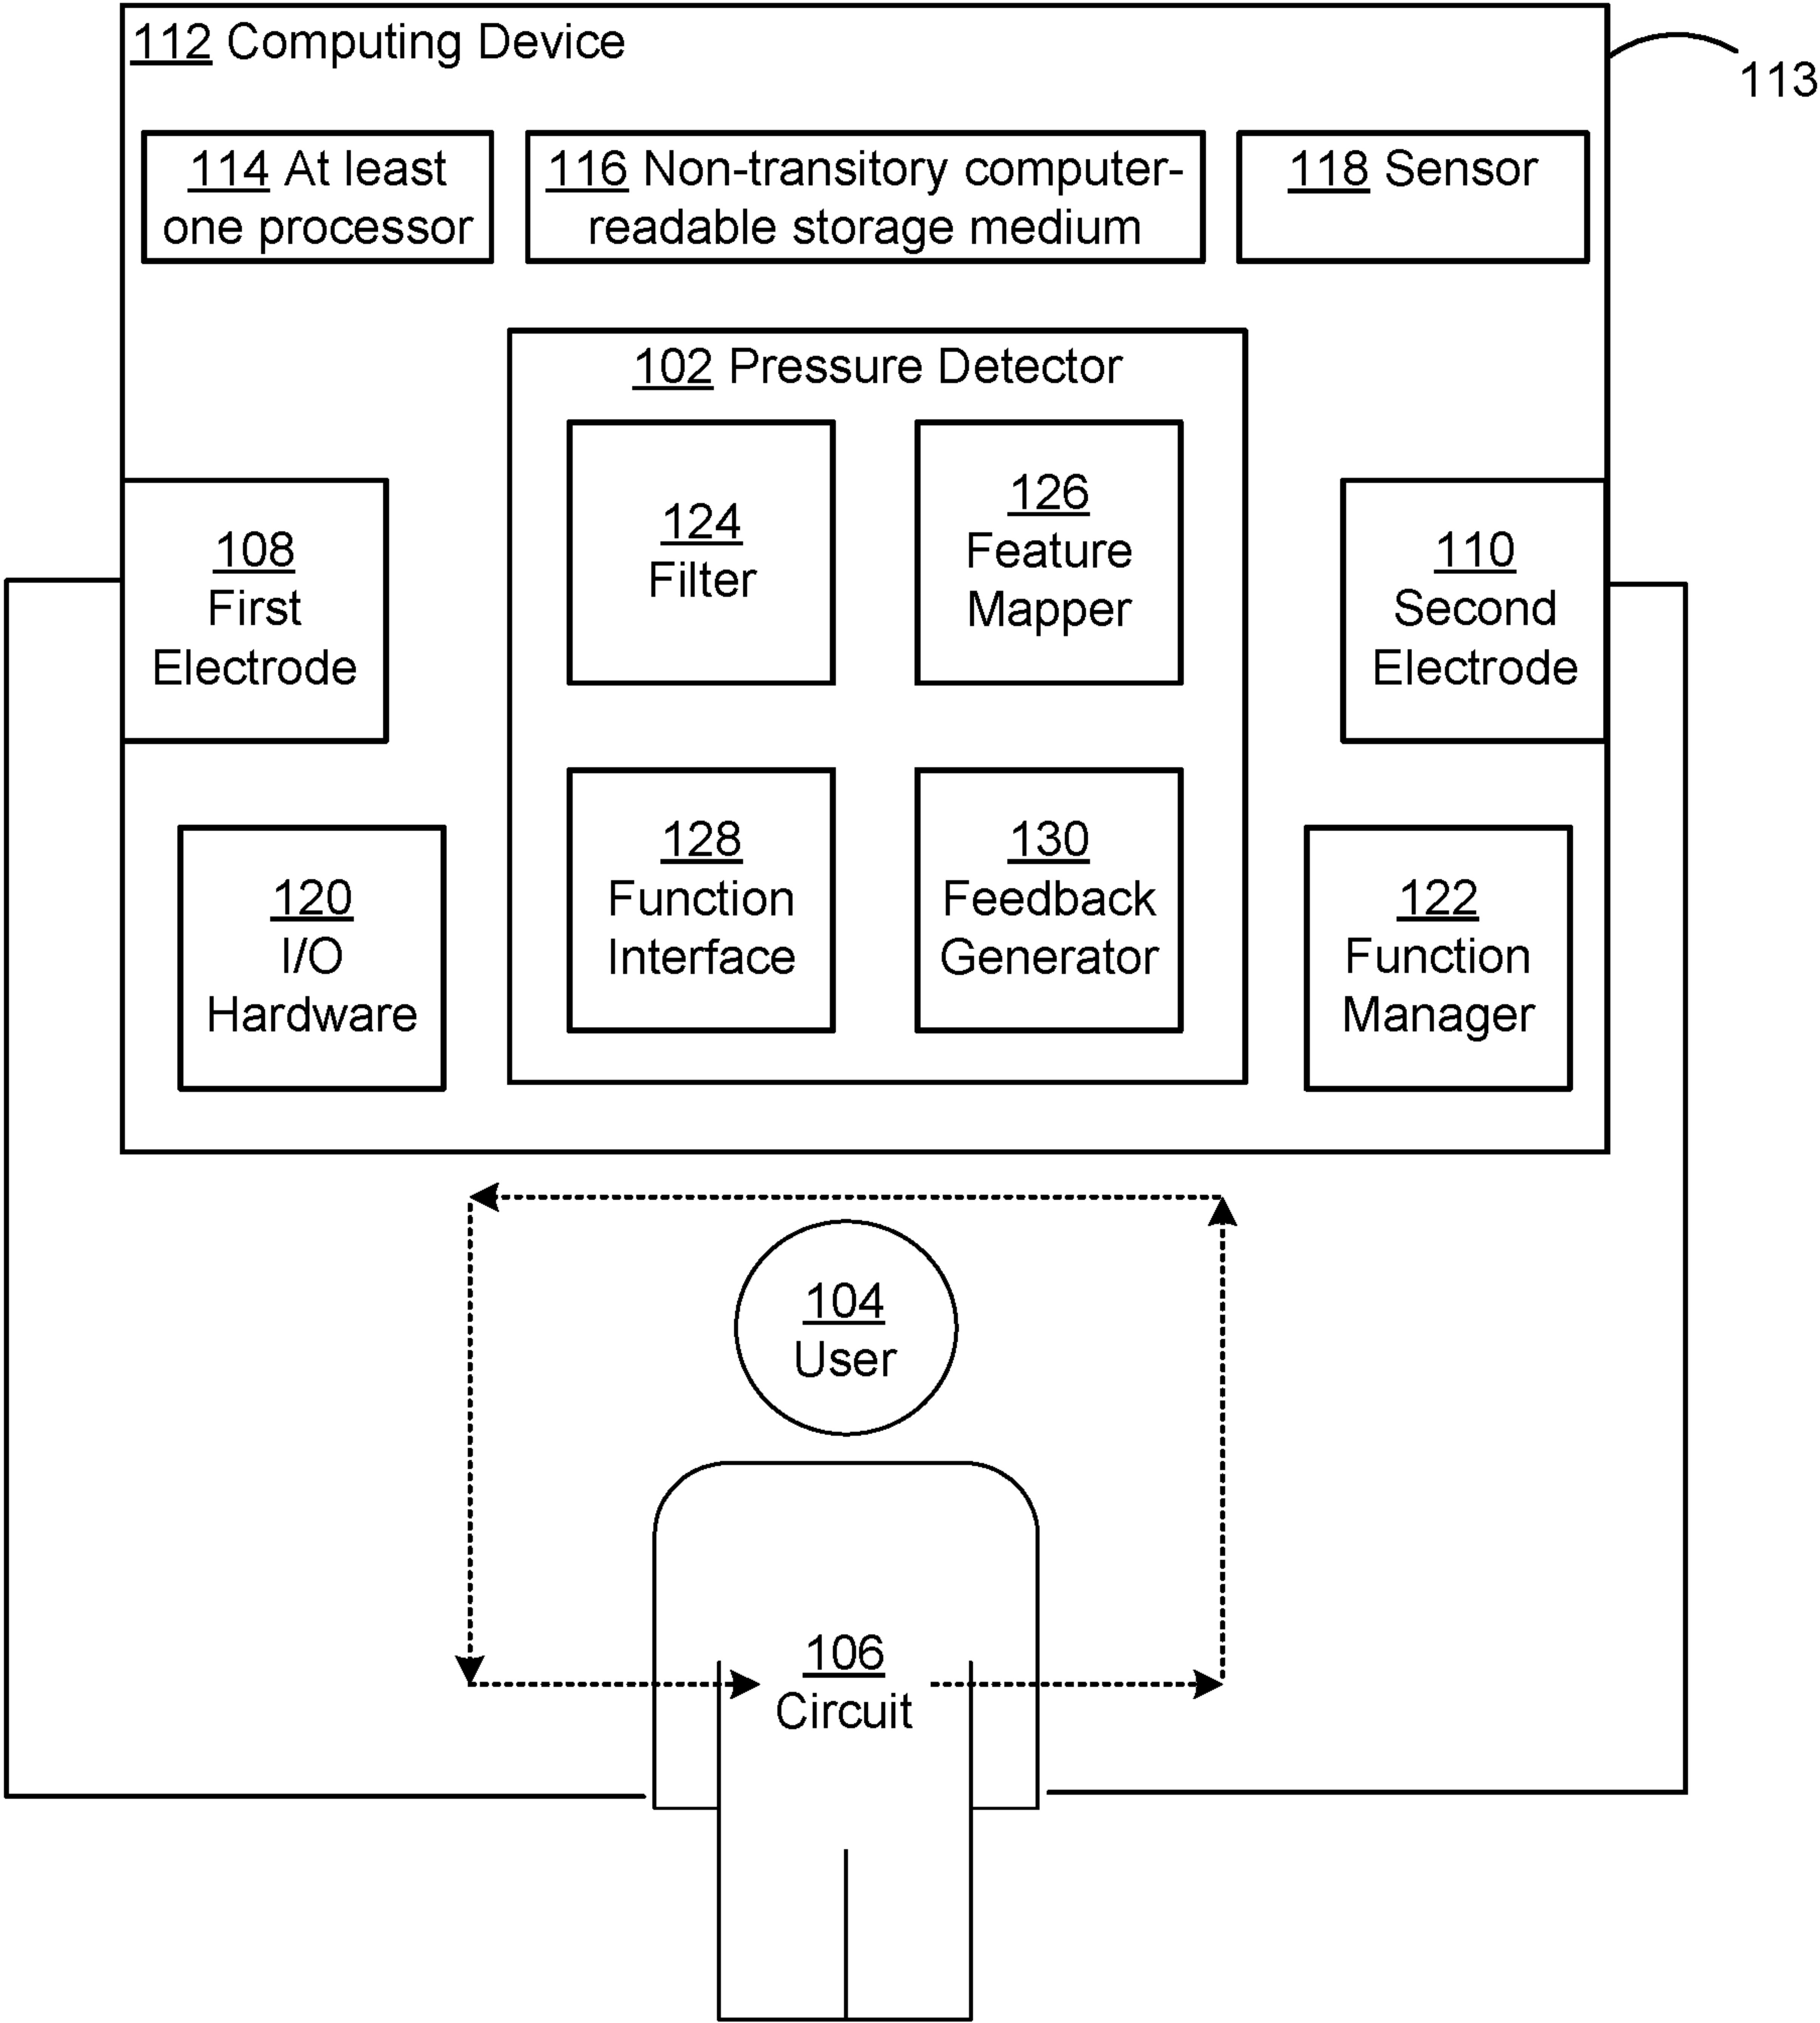 112 Computing Device
113
114 At least
one processor
116 Non-transitory computer-
readable storage medium
118 Sensor
102 Pressure Detector
108
First
Electrode
124
Filter
126
Feature
Mapper
110
Second
Electrode
120
I/O
Hardware
128
Function
Interface
130
Feedback
Generator
122
Function
Manager
104
User
106
Circuit